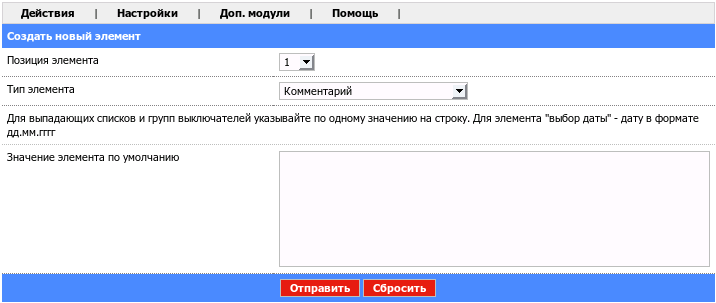 Действия | Настройки | Доп. модули | Помощь |
Создать новый элемент
Позиция элемента 1
Тип элемента Комментарий
Для выпадающих списков и групп выключателей указывайте по одному значению на строку. Для элемента "выбор даты" - дату в формате
дд.мм.гггг
Значение элемента по умолчанию
Отправить Сбросить